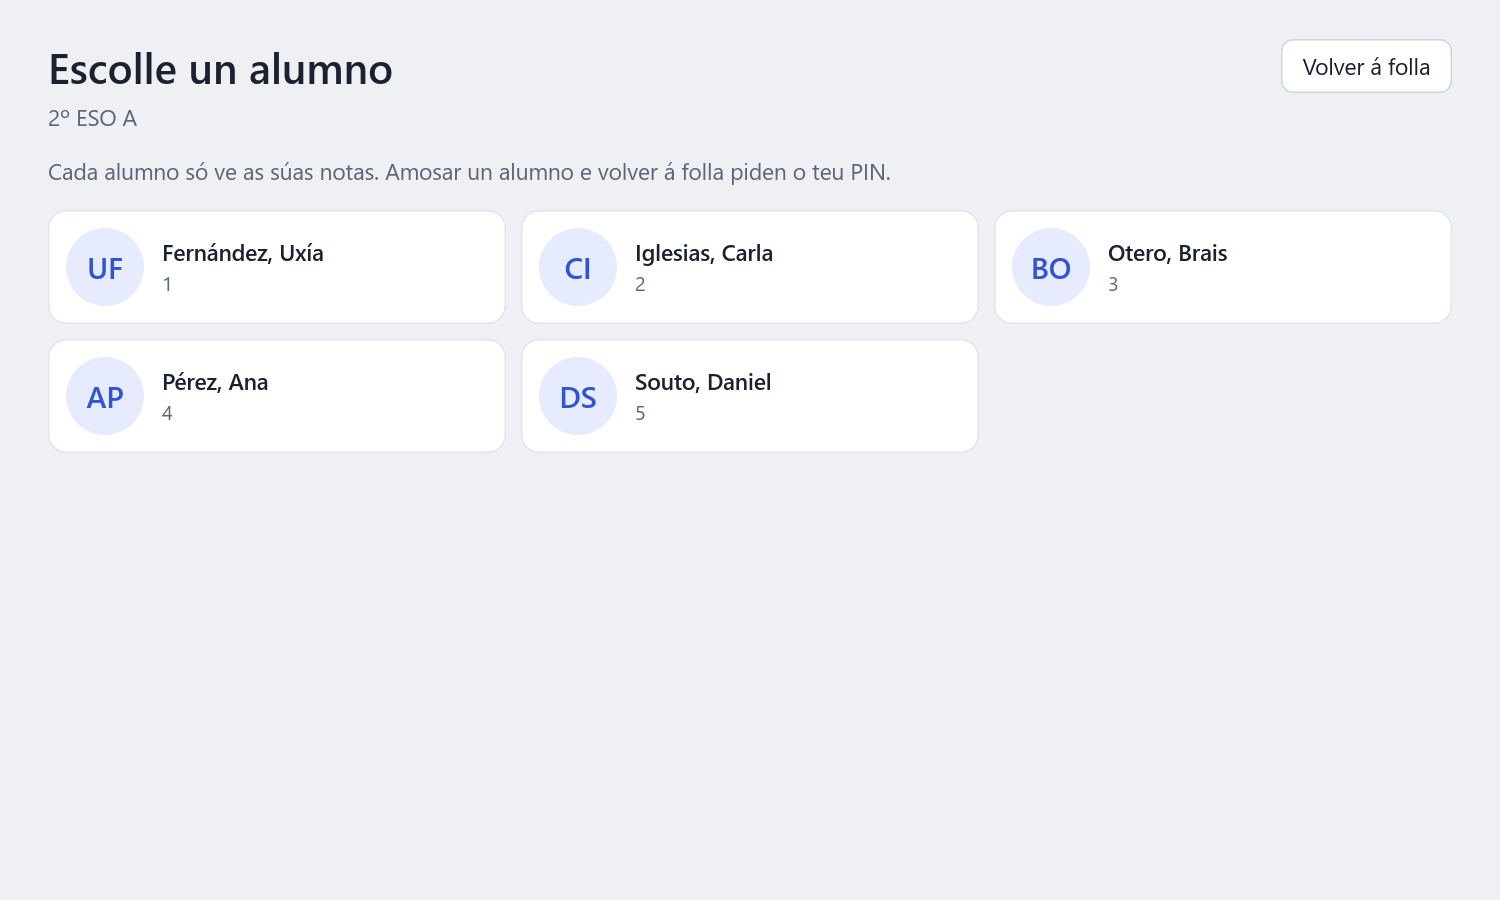 Escolle un alumno
Volver á folla
2º ESO A
Cada alumno só ve as súas notas. Amosar un alumno e volver á folla piden o teu PIN.
UF
Fernández, Uxía
1
CI
Iglesias, Carla
2
BO
Otero, Brais
3
AP
Pérez, Ana
4
DS
Souto, Daniel
5